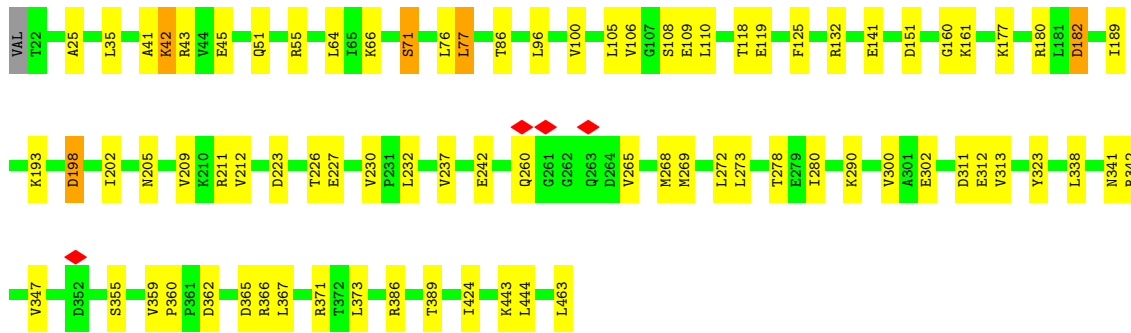 VAL T22 A25 L35 A41 K42 R43 V44 E45 Q51 R55 L64 I65 K66 S71 L76 L77 T86 L96 V100 L105 V106 G107 S108 E109 L110 T118 E119 F125 R132 E141 D151 G160 K161 K177 R180 L181 D182 I189
K193 D198 I202 N205 V209 K210 R211 V212 D223 T226 E227 V230 P231 L232 V237 E242 Q260 G261 G262 Q263 D264 V265 M268 M269 L272 L273 T278 E279 I280 K290 V300 A301 E302 D311 E312 V313 Y323 L338 N341
V347 D352 S355 V359 P360 P361 D362 D365 R366 L367 R371 T372 L373 R386 T389 I424 K443 L444 L463